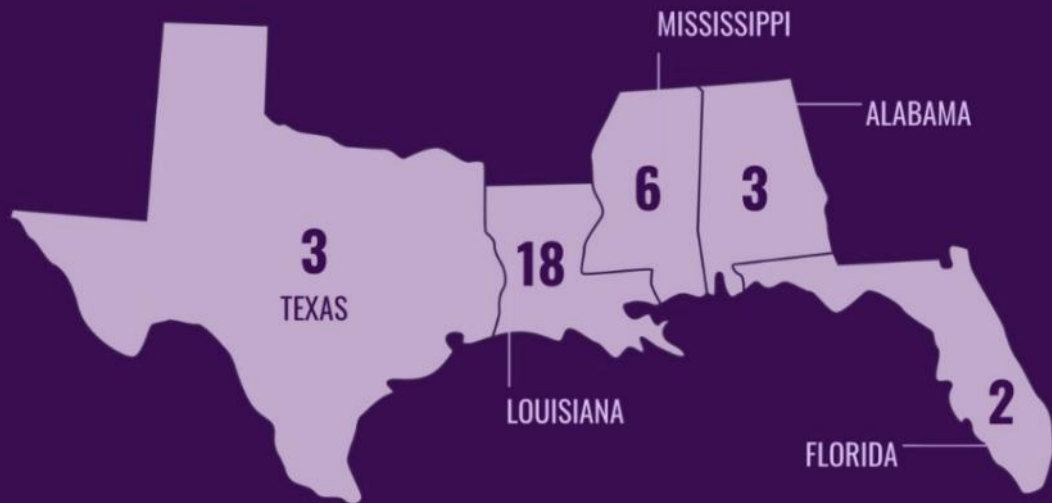 MISSISSIPPI
ALABAMA
6
3
3
TEXAS
18
LOUISIANA
2
FLORIDA